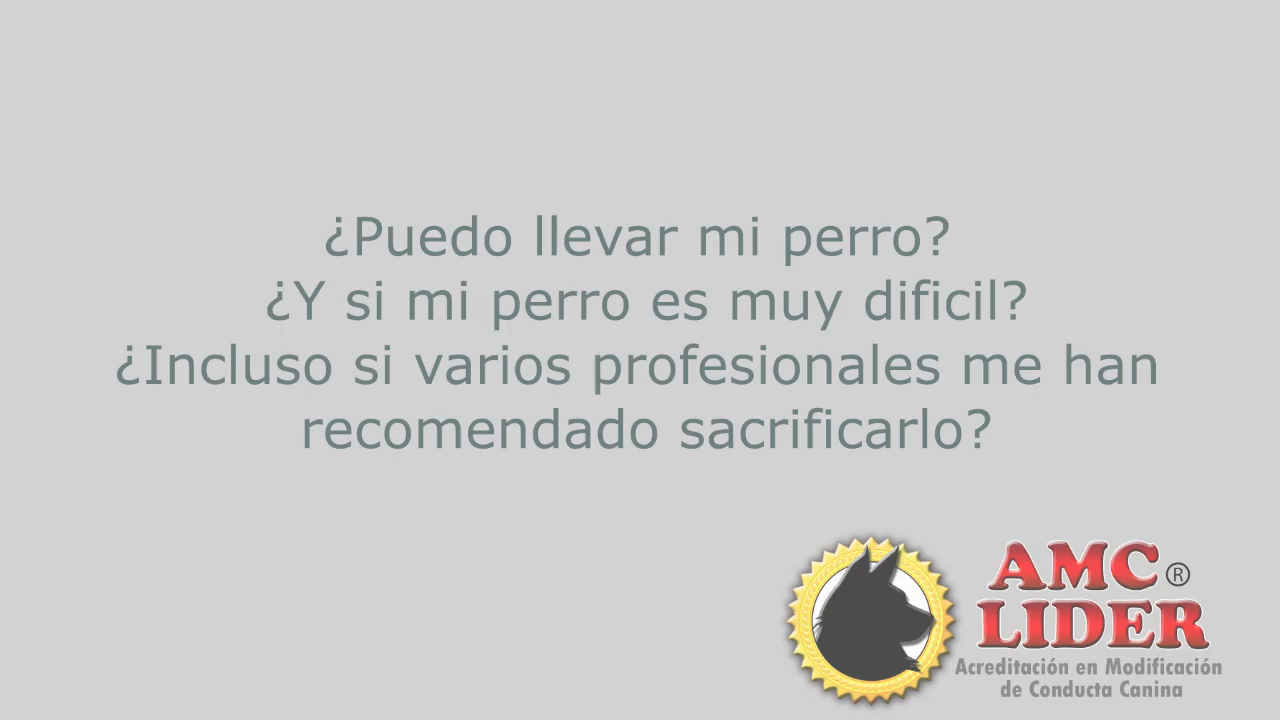 ¿Puedo llevar mi perro?
¿Y si mi perro es muy dificil?
¿Incluso si varios profesionales me han
recomendado sacrificarlo?
AMC ®
LIDER
Acreditación en Modificación
de Conducta Canina